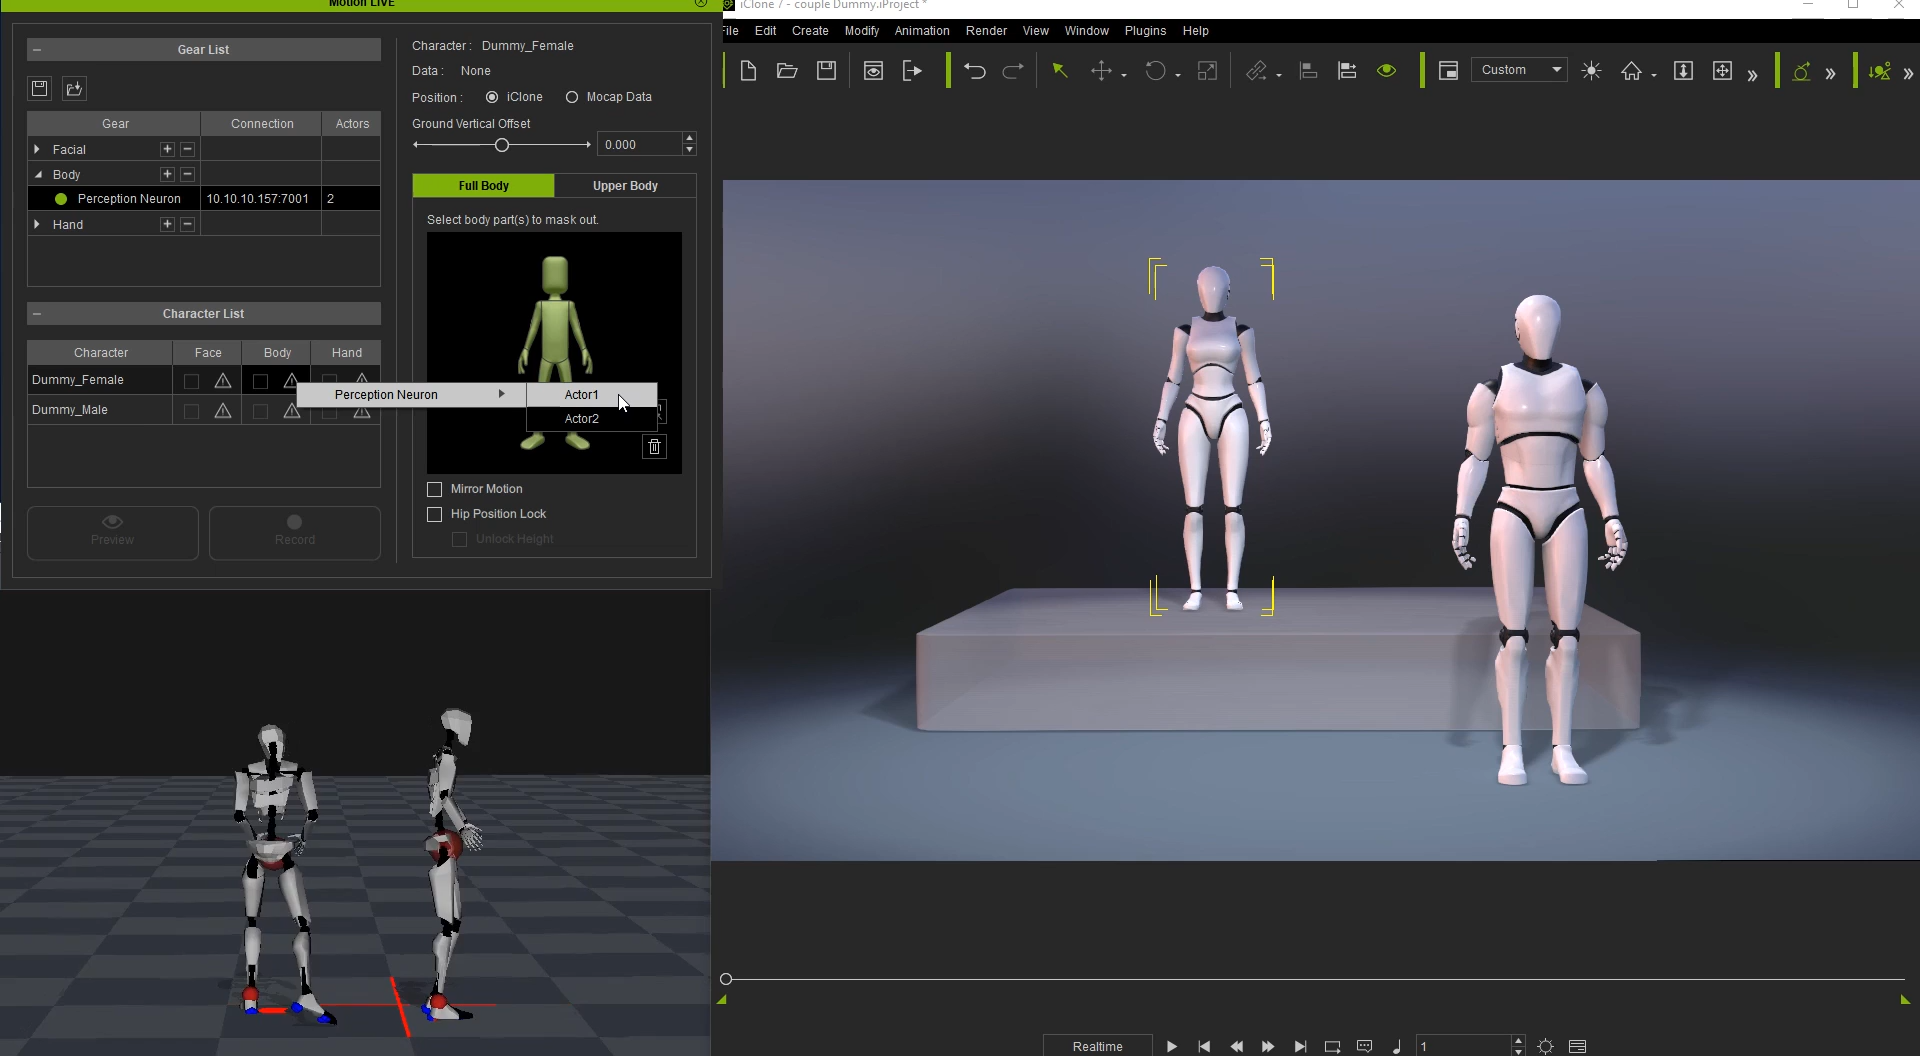 Motion LIVE
iClone 7 - couple Dummy.iProject *
File Edit Create Modify Animation Render View Window Plugins Help
Custom
Gear List
Gear Connection Actors
Facial
Body
Perception Neuron 10.10.10.157:7001 2
Hand
Character List
Character Face Body Hand
Dummy_Female
Dummy_Male
Preview Record
Character : Dummy_Female
Data : None
Position : iClone Mocap Data
Ground Vertical Offset
0.000
Full Body Upper Body
Select body part(s) to mask out.
Perception Neuron
Actor1
Actor2
Mirror Motion
Hip Position Lock
Unlock Height
Realtime
1